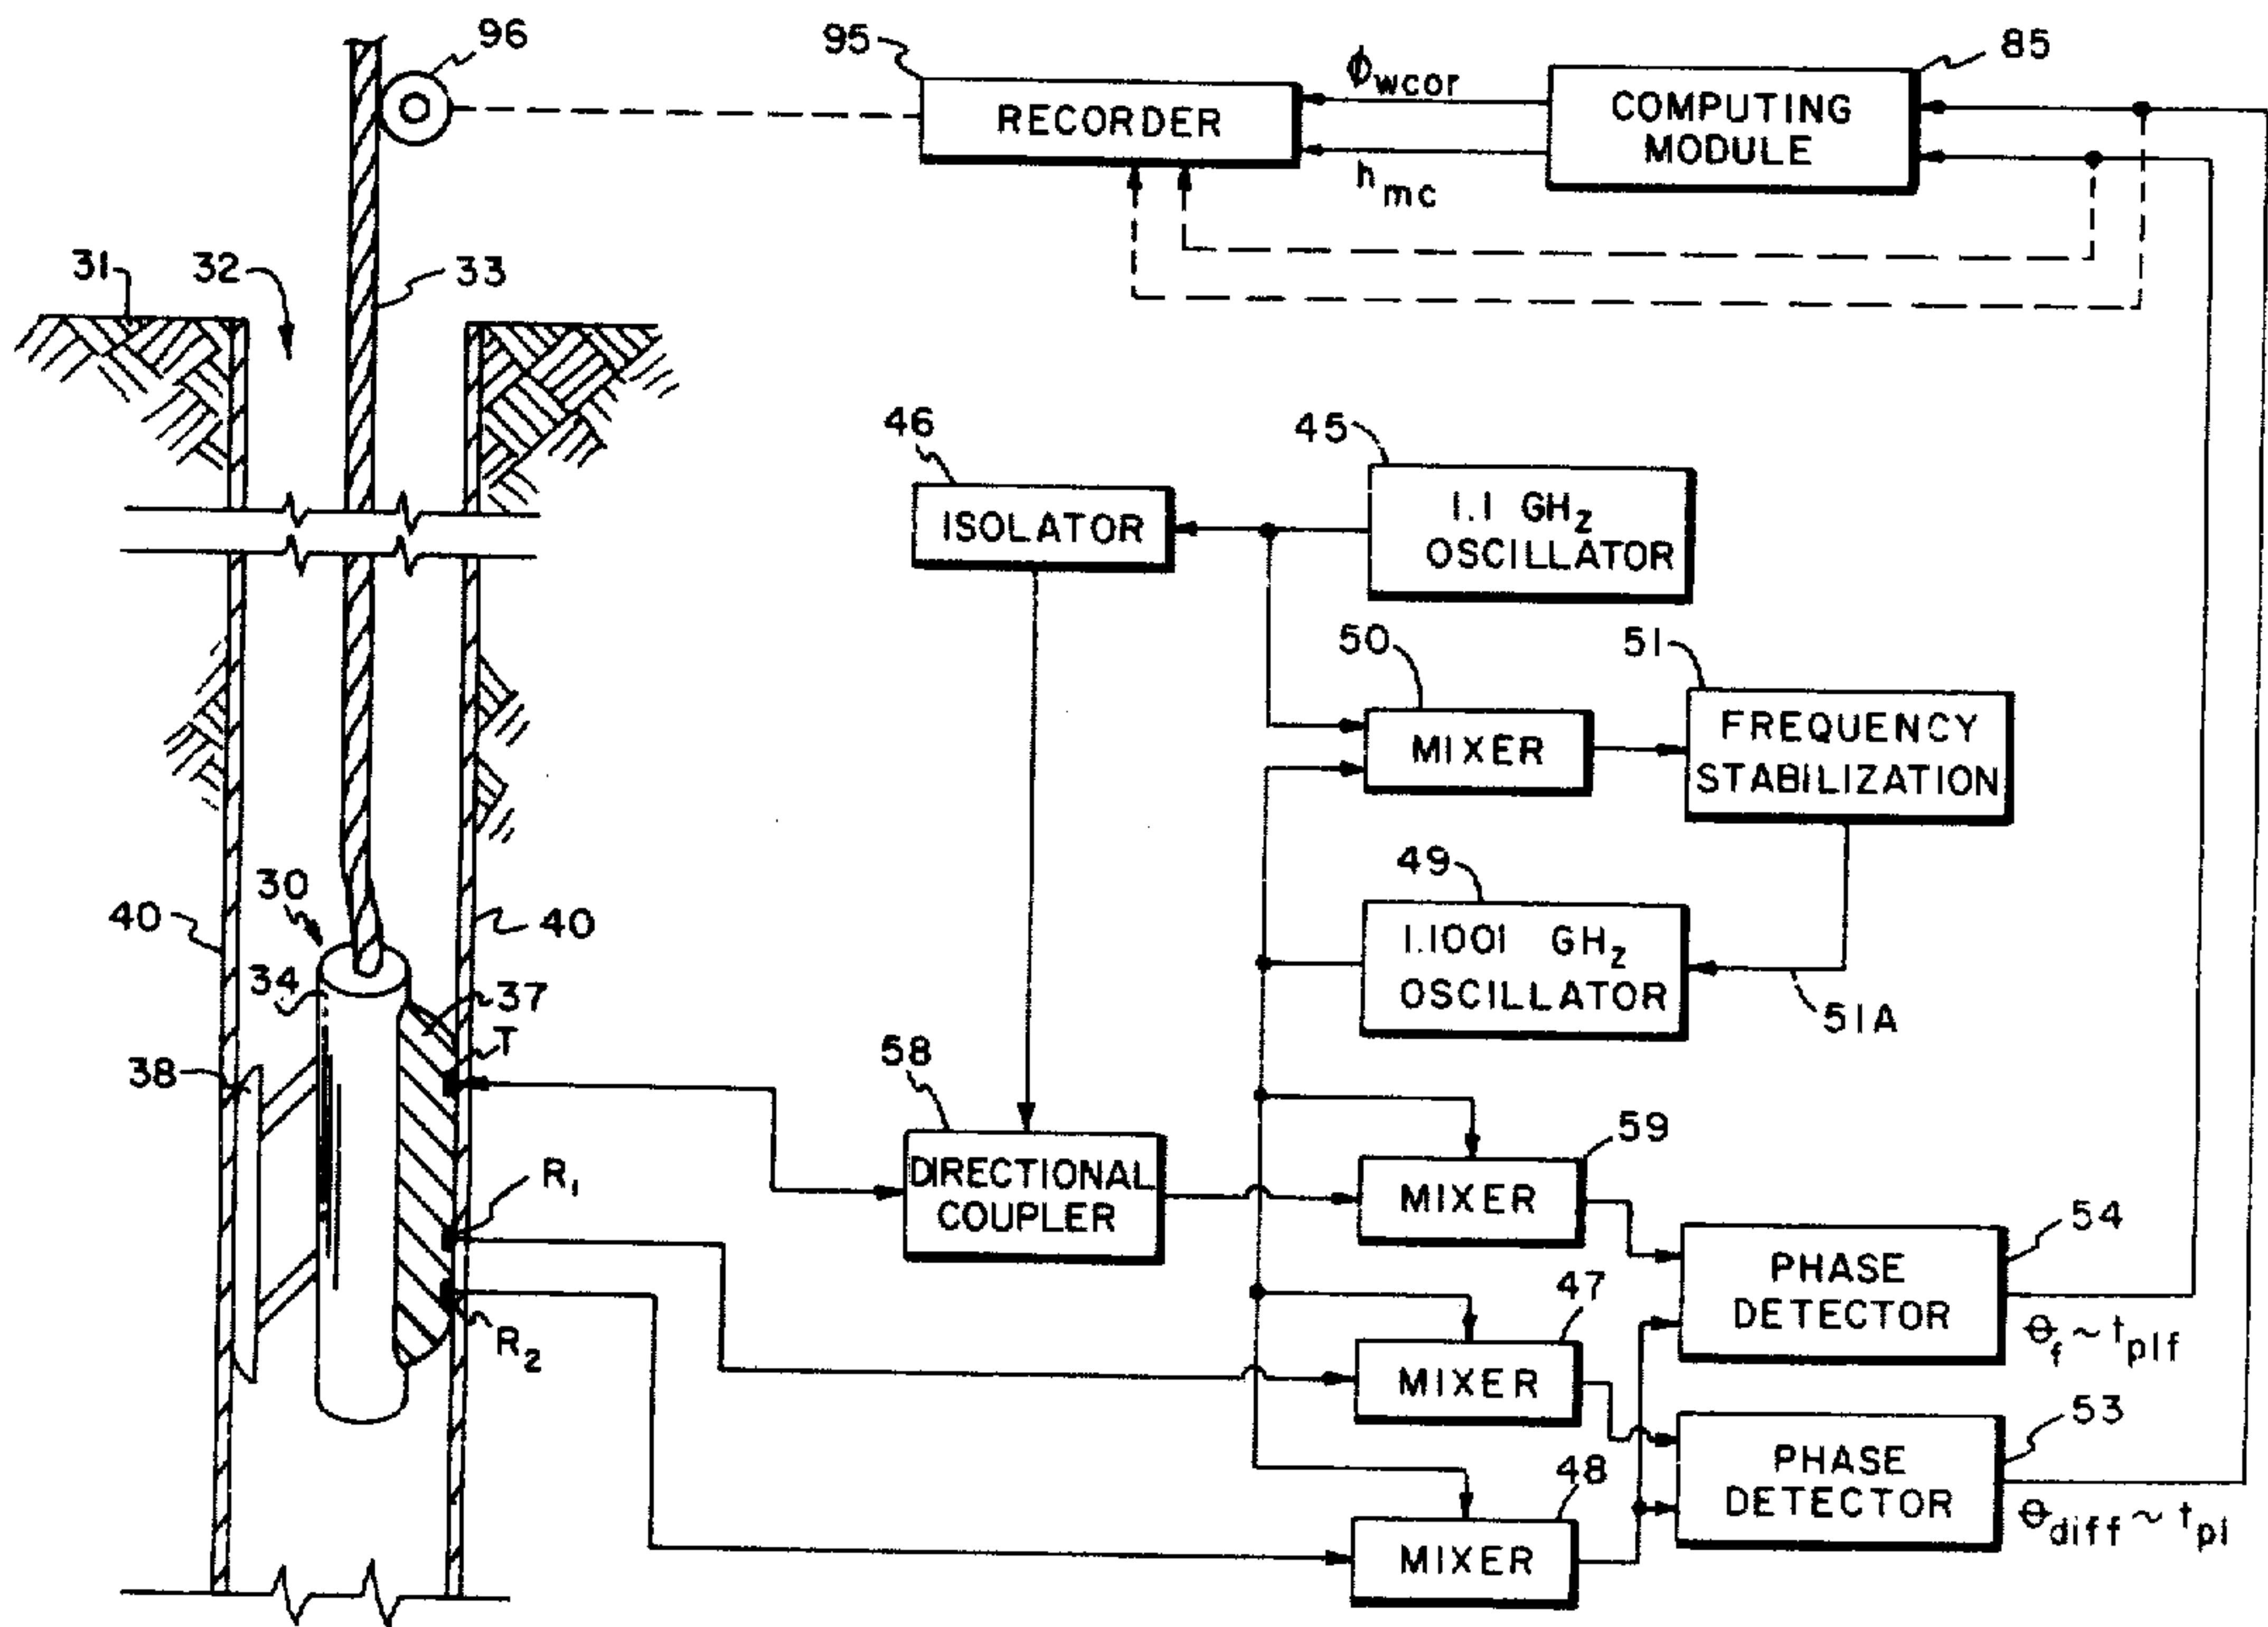 96
95
RECORDER
ϕwcor
hmc
COMPUTING
MODULE
85
31
32
33
46
ISOLATOR
45
1.1 GHz
OSCILLATOR
50
MIXER
51
FREQUENCY
STABILIZATION
49
1.1001 GHz
OSCILLATOR
51A
30
40
40
34
37
T
38
R1
R2
58
DIRECTIONAL
COUPLER
59
MIXER
47
MIXER
48
MIXER
54
PHASE
DETECTOR
θf ~ tplf
53
PHASE
DETECTOR
θdiff ~ tpl